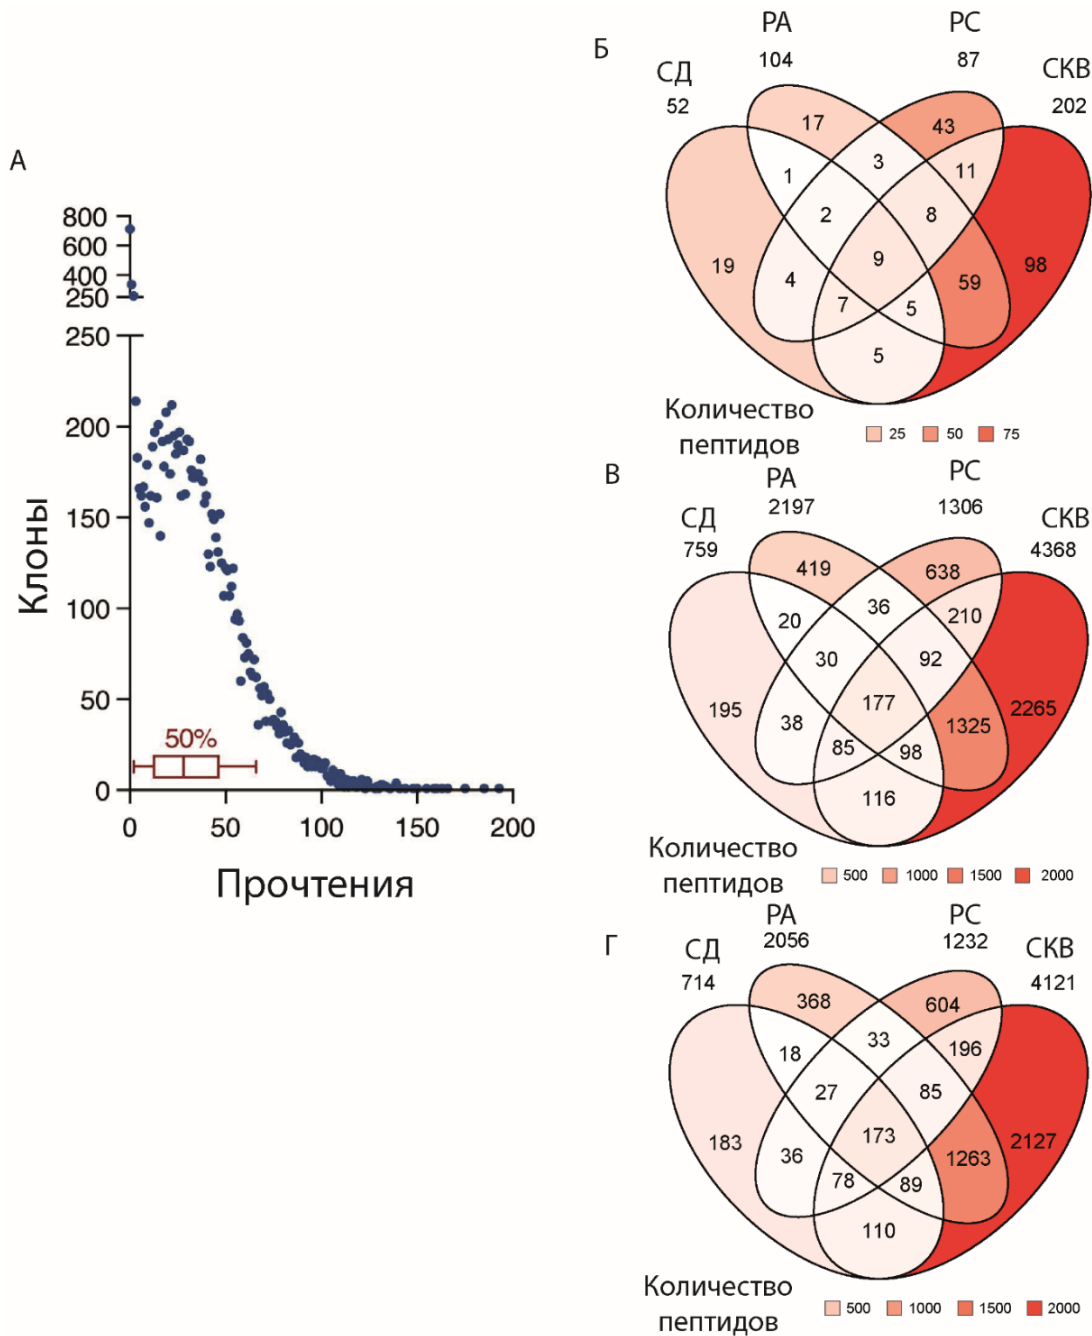 А
800
600
400
250
250
200
150
100
50
0
Клоны
50%
0 50 100 150 200
Прочтения
Б
СД
52
РА
104
РС
87
СКВ
202
17
43
3
11
1
2
8
19
9
98
4
59
7
5
5
Количество
пептидов
25 50 75
В
СД
759
РА
2197
РС
1306
СКВ
4368
419
638
36
210
20
30
92
195
177
2265
38
1325
85
98
116
Количество
пептидов
500 1000 1500 2000
Г
СД
714
РА
2056
РС
1232
СКВ
4121
368
604
33
196
18
27
85
183
173
2127
36
1263
78
89
110
Количество
пептидов
500 1000 1500 2000